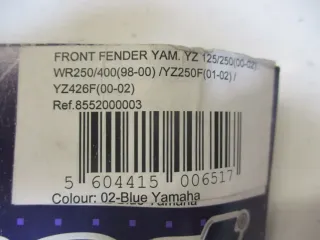 FRONT FENDER YAM. YZ 125/250(00-02)
WR250/400(98-00) /YZ250F(01-02) /
YZ426F(00-02)
Ref.8552000003
5 604415 006517
Colour: 02-Blue Yamaha